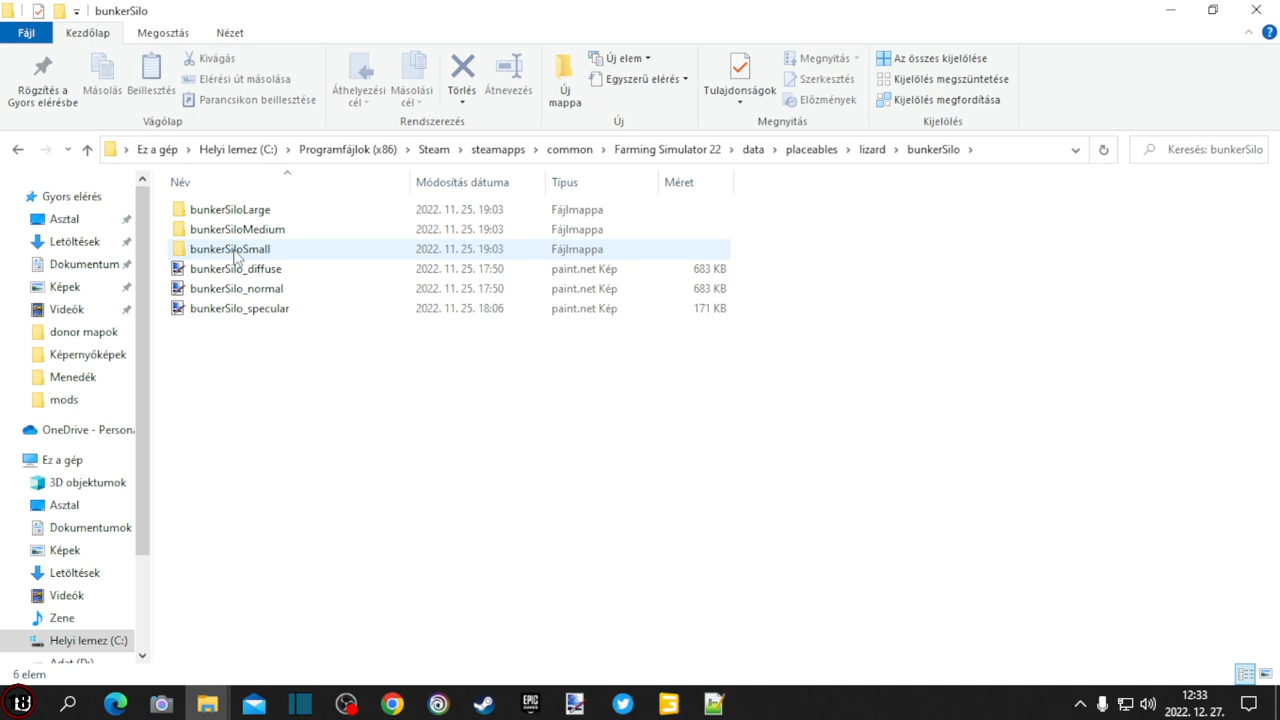 bunkerSilo
Fájl Kezdőlap Megosztás Nézet
Rögzítés a Gyors elérésbe
Másolás
Beillesztés
Kivágás
Elérési út másolása
Parancsikon beillesztése
Vágólap
Áthelyezési cél
Másolási cél
Törlés
Átnevezés
Rendszerezés
Új mappa
Új elem
Egyszerű elérés
Új
Tulajdonságok
Megnyitás
Szerkesztés
Előzmények
Megnyitás
Az összes kijelölése
Kijelölés megszüntetése
Kijelölés megfordítása
Kijelölés
Ez a gép > Helyi lemez (C:) > Programfájlok (x86) > Steam > steamapps > common > Farming Simulator 22 > data > placeables > lizard > bunkerSilo >
Keresés: bunkerSilo
Gyors elérés
Asztal
Letöltések
Dokumentum
Képek
Videók
donor mapok
Képernyőképek
Menedék
mods
OneDrive - Person
Ez a gép
3D objektumok
Asztal
Dokumentumok
Képek
Letöltések
Videók
Zene
Helyi lemez (C:)
Adat (D:)
Név Módosítás dátuma Típus Méret
bunkerSiloLarge 2022. 11. 25. 19:03 Fájlmappa
bunkerSiloMedium 2022. 11. 25. 19:03 Fájlmappa
bunkerSiloSmall 2022. 11. 25. 19:03 Fájlmappa
bunkerSilo_diffuse 2022. 11. 25. 17:50 paint.net Kép 683 KB
bunkerSilo_normal 2022. 11. 25. 17:50 paint.net Kép 683 KB
bunkerSilo_specular 2022. 11. 25. 18:06 paint.net Kép 171 KB
6 elem
EPIC GAMES
12:33
2022. 12. 27.